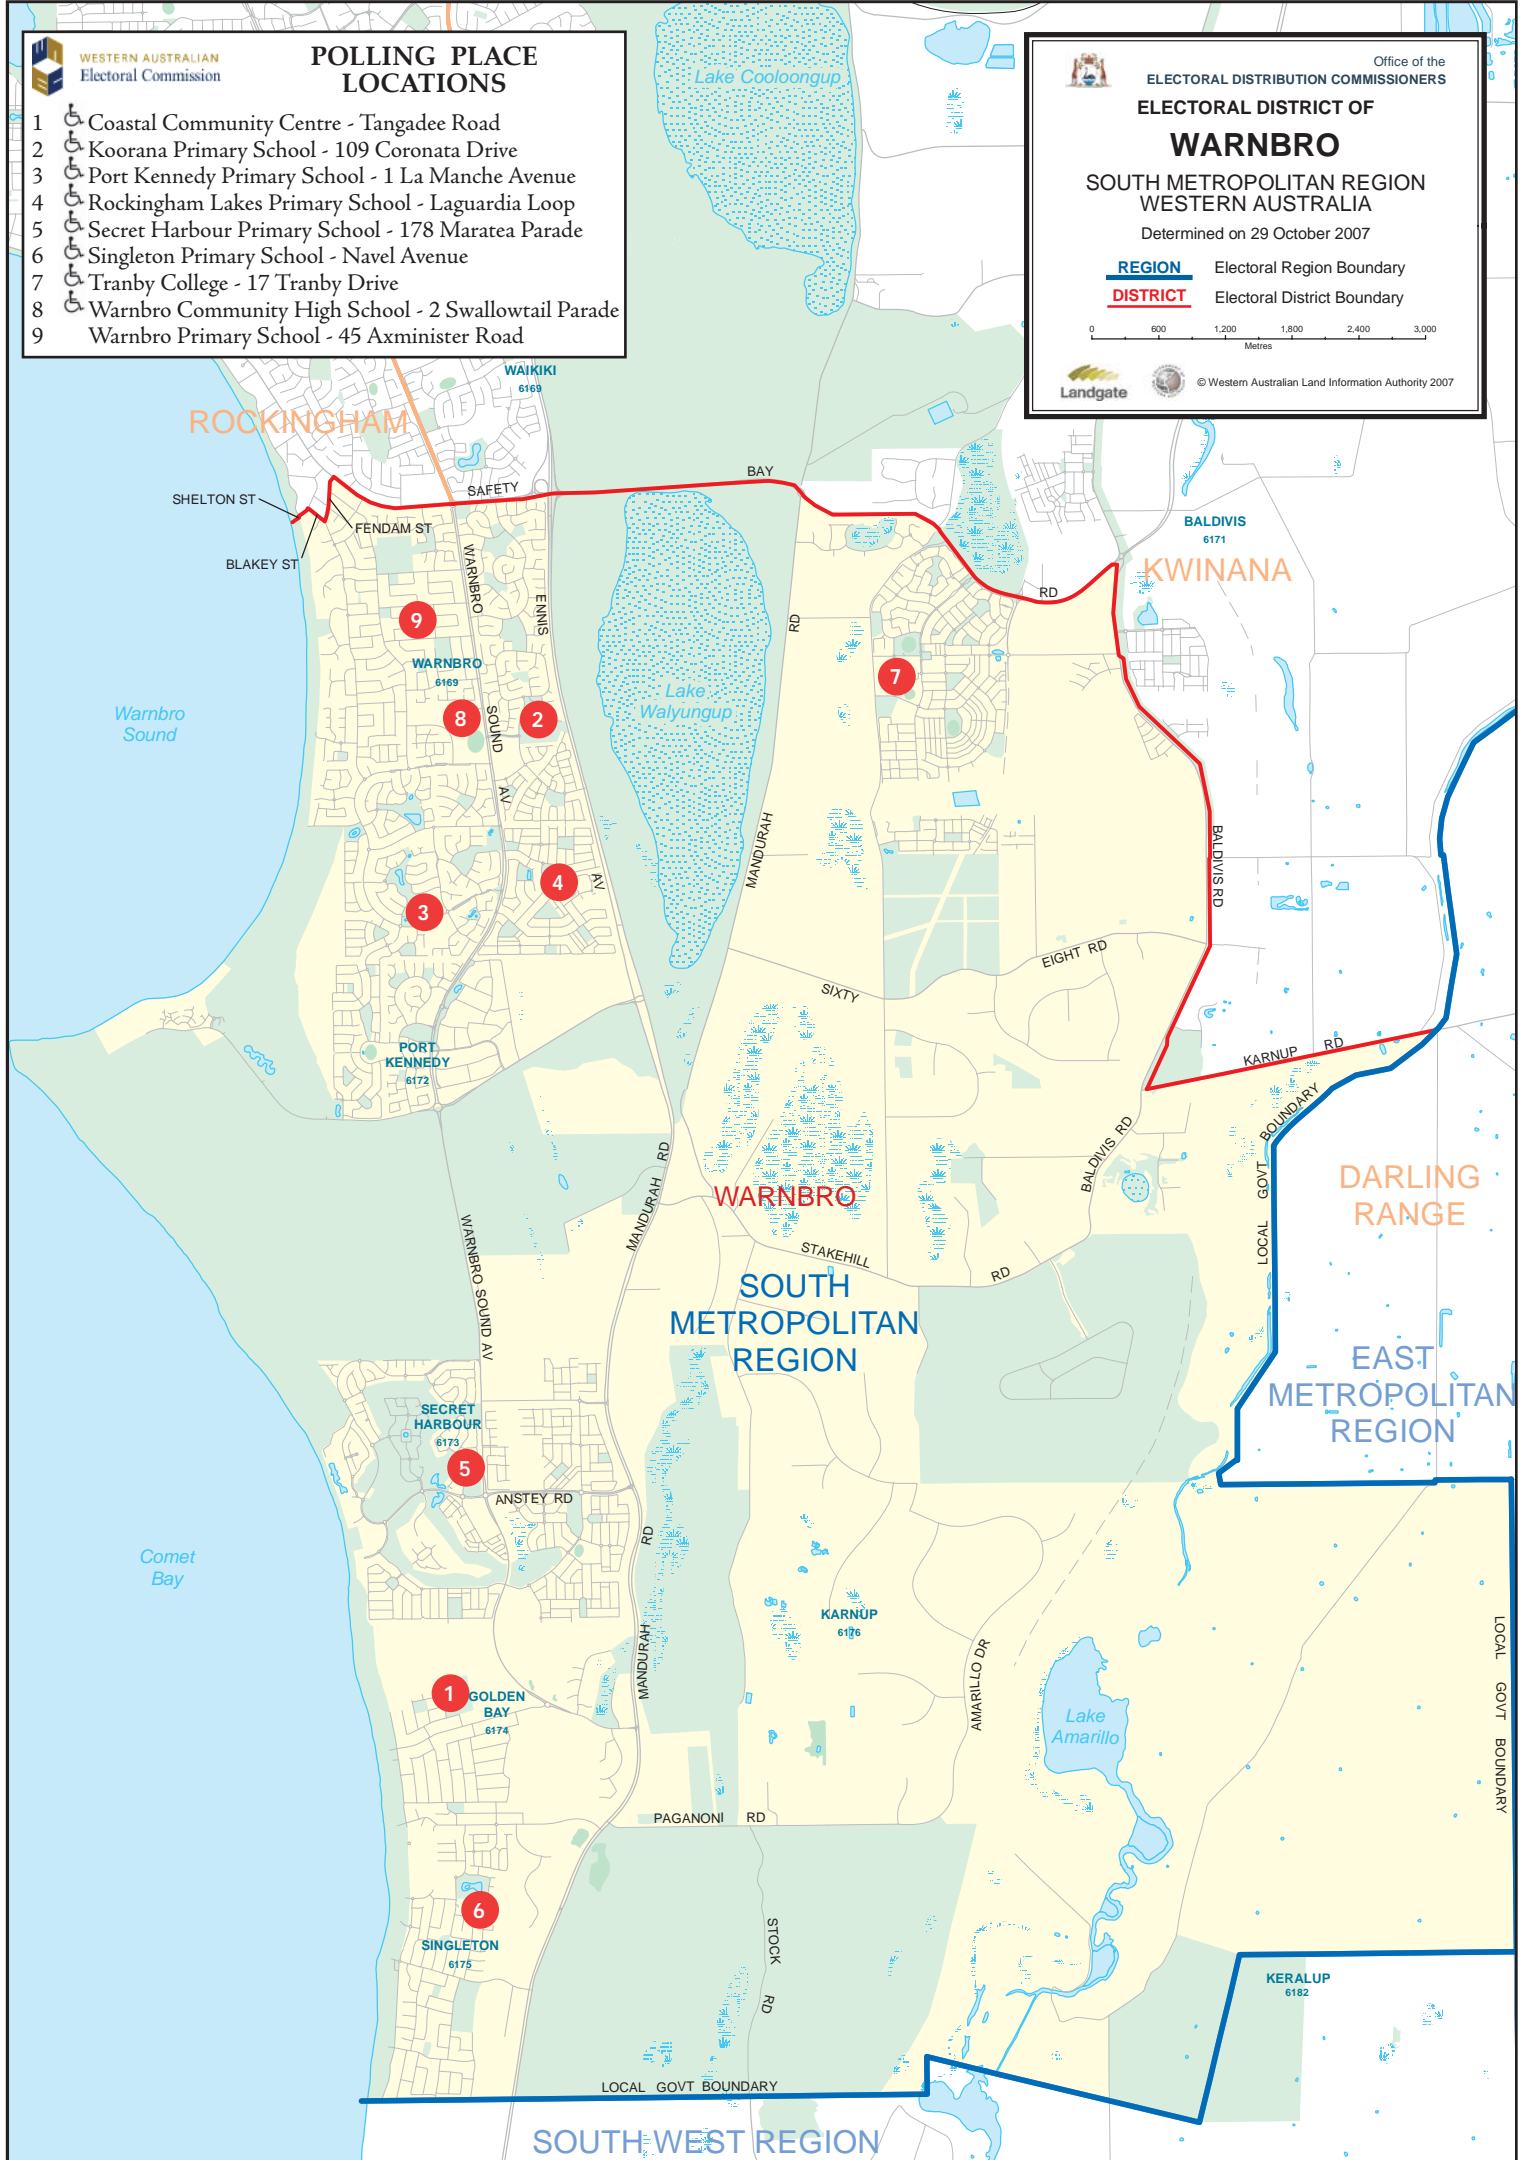 WESTERN AUSTRALIAN
Electoral Commission
POLLING PLACE
LOCATIONS
1 Coastal Community Centre - Tangadee Road
2 Koorana Primary School - 109 Coronata Drive
3 Port Kennedy Primary School - 1 La Manche Avenue
4 Rockingham Lakes Primary School - Laguardia Loop
5 Secret Harbour Primary School - 178 Maratea Parade
6 Singleton Primary School - Navel Avenue
7 Tranby College - 17 Tranby Drive
8 Warnbro Community High School - 2 Swallowtail Parade
9 Warnbro Primary School - 45 Axminister Road
Office of the
ELECTORAL DISTRIBUTION COMMISSIONERS
ELECTORAL DISTRICT OF
WARNBRO
SOUTH METROPOLITAN REGION
WESTERN AUSTRALIA
Determined on 29 October 2007
REGION Electoral Region Boundary
DISTRICT Electoral District Boundary
0 600 1,200 1,800 2,400 3,000
Metres
Landgate
© Western Australian Land Information Authority 2007
Lake Cooloongup
WAIKIKI
6169
ROCKINGHAM
SHELTON ST
SAFETY
BAY
RD
FENDAM ST
BLAKEY ST
BALDIVIS
6171
KWINANA
WARNBRO
SOUND
AV
ENNIS
AV
RD
9
WARNBRO
6169
8
2
7
Lake
Walyungup
Warnbro
Sound
MANDURAH
BALDIVIS RD
4
3
EIGHT RD
SIXTY
PORT
KENNEDY
6172
KARNUP RD
LOCAL GOVT BOUNDARY
BALDIVIS RD
MANDURAH RD
WARNBRO
DARLING
RANGE
WARNBRO SOUND AV
STAKEHILL
RD
SOUTH
METROPOLITAN
REGION
EAST
METROPOLITAN
REGION
SECRET
HARBOUR
6173
5
ANSTEY RD
RD
Comet
Bay
KARNUP
6176
MANDURAH
AMARILLO DR
LOCAL GOVT BOUNDARY
1
GOLDEN
BAY
6174
Lake
Amarillo
PAGANONI RD
6
SINGLETON
6175
STOCK
RD
KERALUP
6182
LOCAL GOVT BOUNDARY
SOUTH WEST REGION